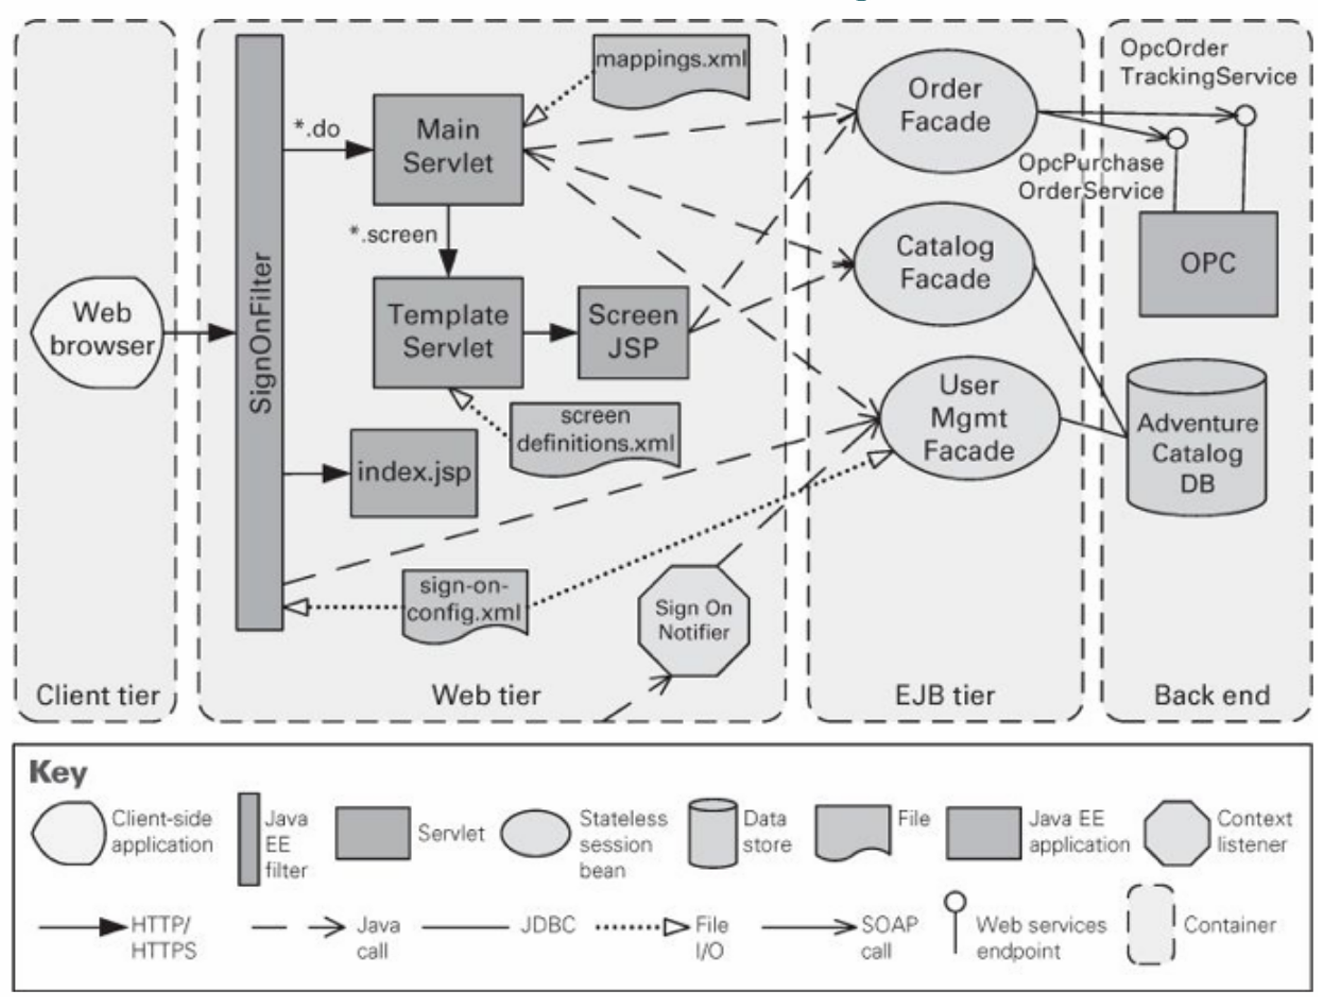 mappings.xml
OpcOrder
TrackingService
Order
Facade
*.do
Main
Servlet
OpcPurchase
OrderService
*.screen
Catalog
Facade
OPC
SignOnFilter
Web
browser
Template
Servlet
Screen
JSP
User
Mgmt
Facade
screen
definitions.xml
Adventure
Catalog
DB
index.jsp
sign-on-
config.xml
Sign On
Notifier
Client tier
Web tier
EJB tier
Back end
Key
Client-side
application
Java
EE
filter
Servlet
Stateless
session
bean
Data
store
File
Java EE
application
Context
listener
HTTP/
HTTPS
Java
call
JDBC
File
I/O
SOAP
call
Web services
endpoint
Container